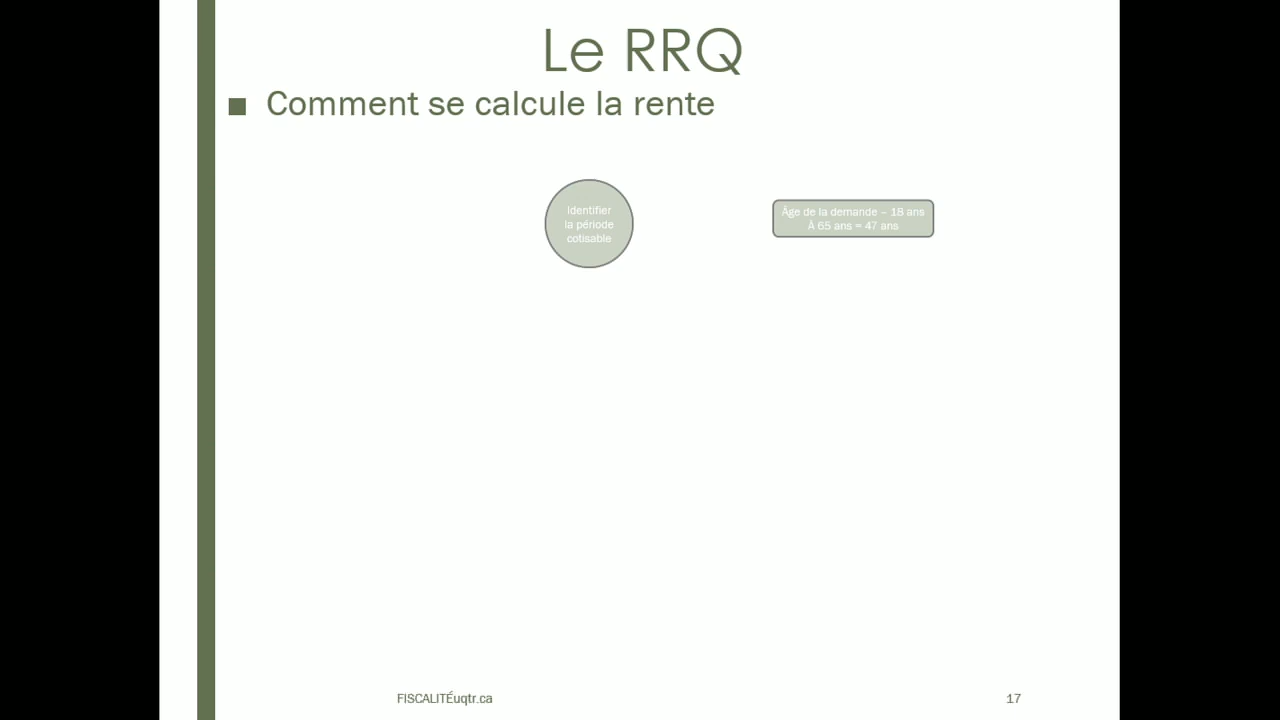 Le RRQ
Comment se calcule la rente
Identifier
la période
cotisable
Âge de la demande – 18 ans
À 65 ans = 47 ans
FISCALITÉuqtr.ca
17